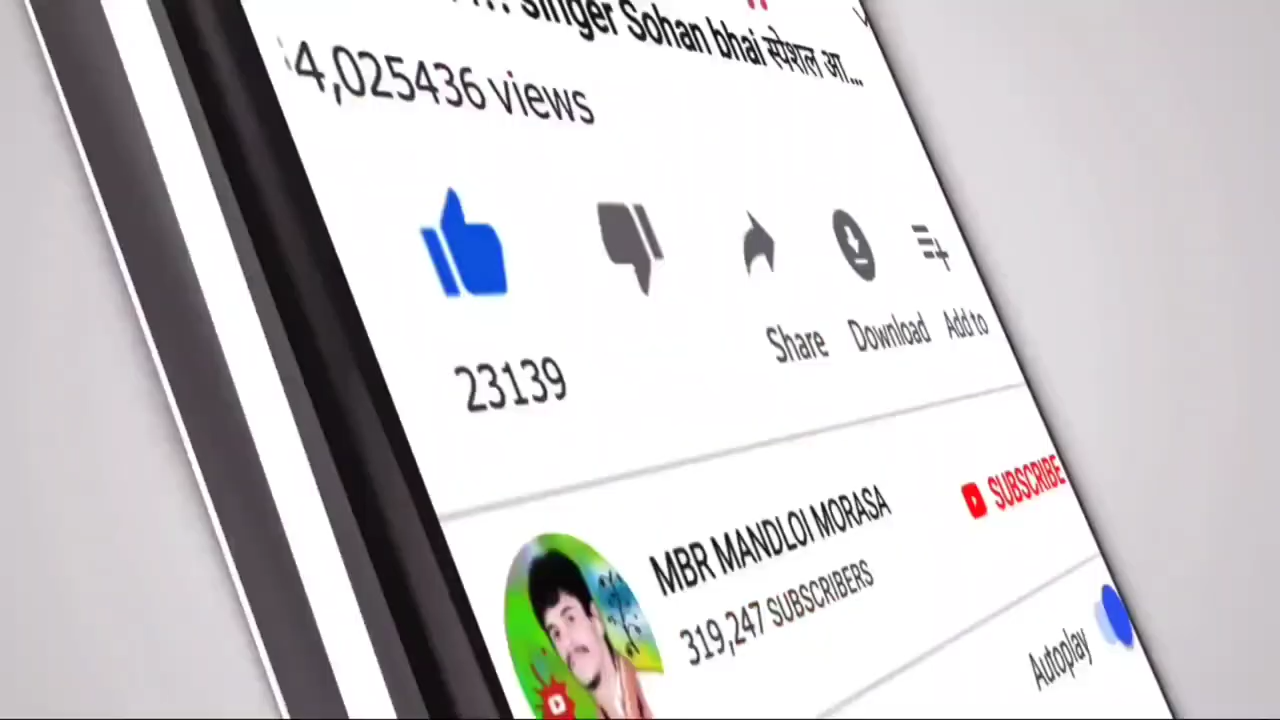 singer Sohan bhai स्पेशल आ...
4,025436 views
Share Download Add to
23139
MBR MANDLOI MORASA
SUBSCRIBE
319,247 SUBSCRIBERS
Autoplay